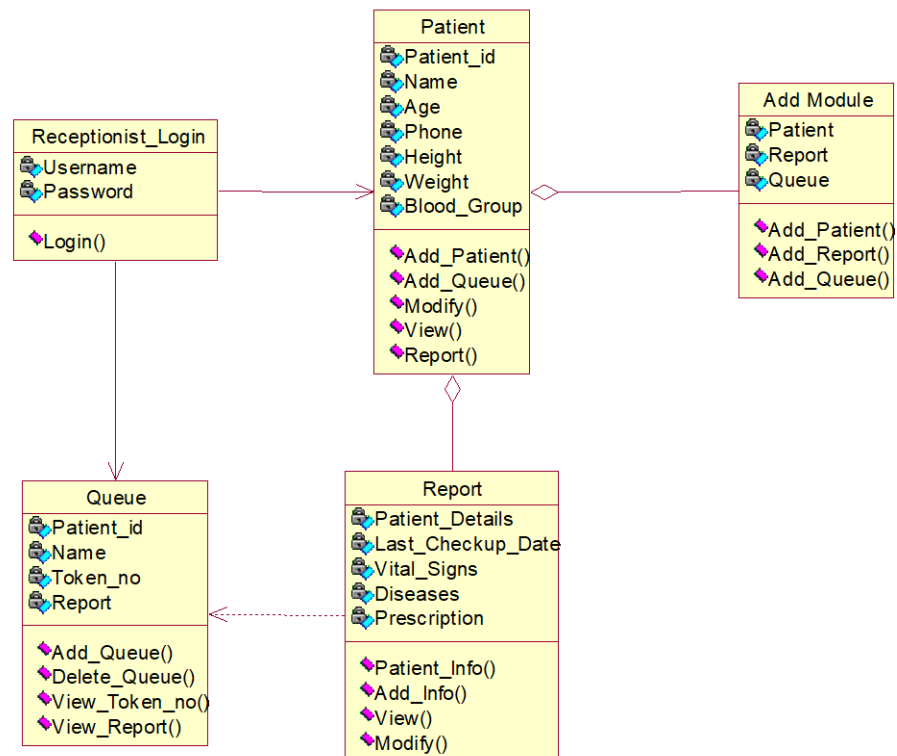 Patient
Patient_id
Name
Age
Phone
Height
Weight
Blood_Group
Add_Patient()
Add_Queue()
Modify()
View()
Report()
Add Module
Patient
Report
Queue
Add_Patient()
Add_Report()
Add_Queue()
Receptionist_Login
Username
Password
Login()
Queue
Patient_id
Name
Token_no
Report
Add_Queue()
Delete_Queue()
View_Token_no()
View_Report()
Report
Patient_Details
Last_Checkup_Date
Vital_Signs
Diseases
Prescription
Patient_Info()
Add_Info()
View()
Modify()